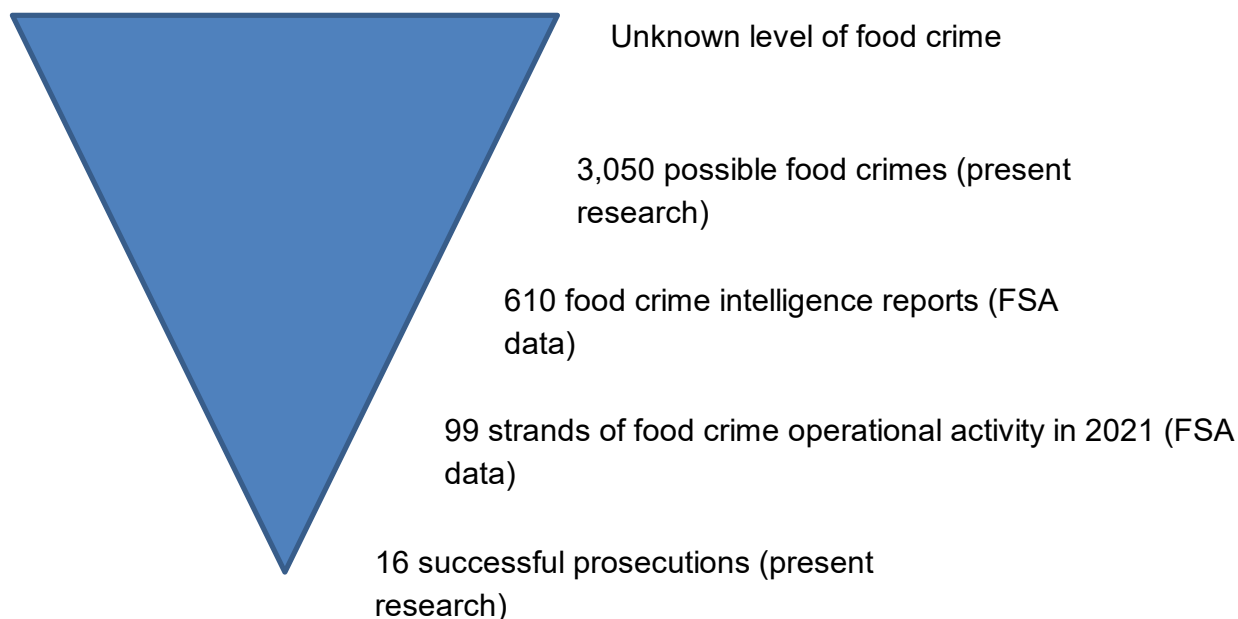 Unknown level of food crime
3,050 possible food crimes (present
research)
610 food crime intelligence reports (FSA
data)
99 strands of food crime operational activity in 2021 (FSA
data)
16 successful prosecutions (present
research)